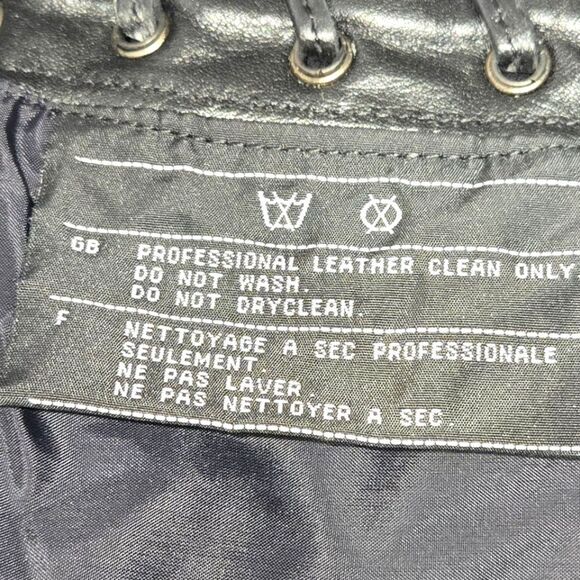 GB PROFESSIONAL LEATHER CLEAN ONLY
DO NOT WASH.
DO NOT DRYCLEAN.
F NETTOYAGE A SEC PROFESSIONALE
SEULEMENT.
NE PAS LAVER.
NE PAS NETTOYER A SEC.